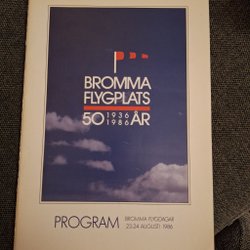 BROMMA
FLYGPLATS
50 1936 1986 ÅR
PROGRAM BROMMA FLYGDAGAR
23-24 AUGUSTI 1986